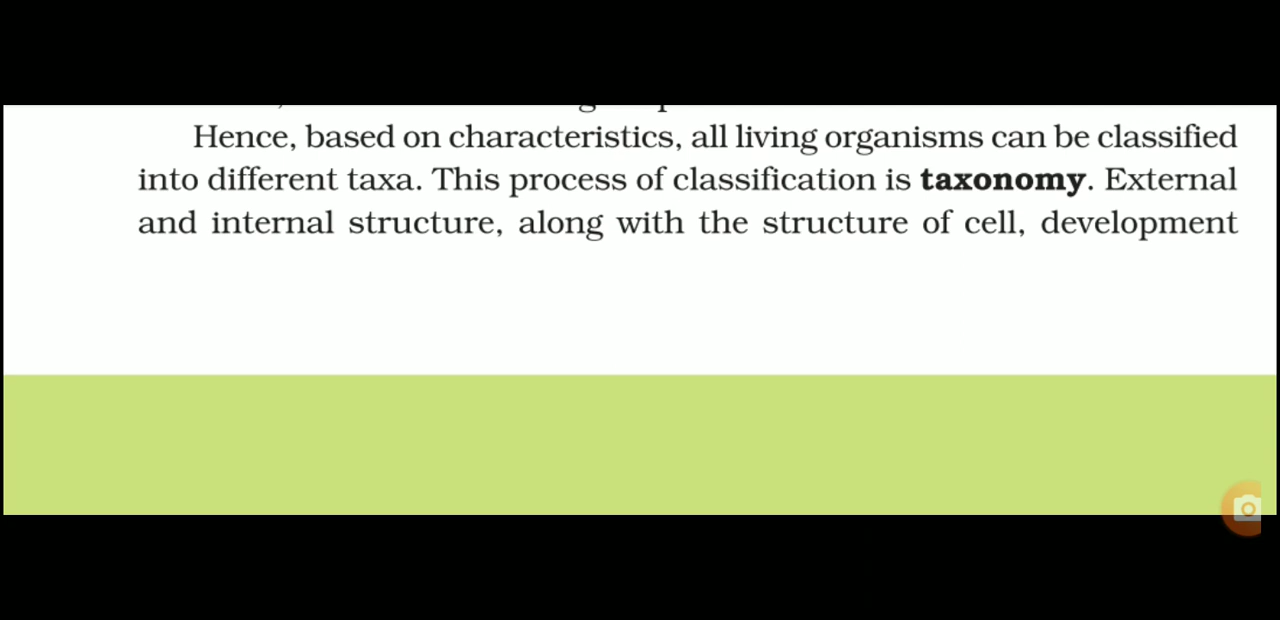 Hence, based on characteristics, all living organisms can be classified
into different taxa. This process of classification is taxonomy. External
and internal structure, along with the structure of cell, development